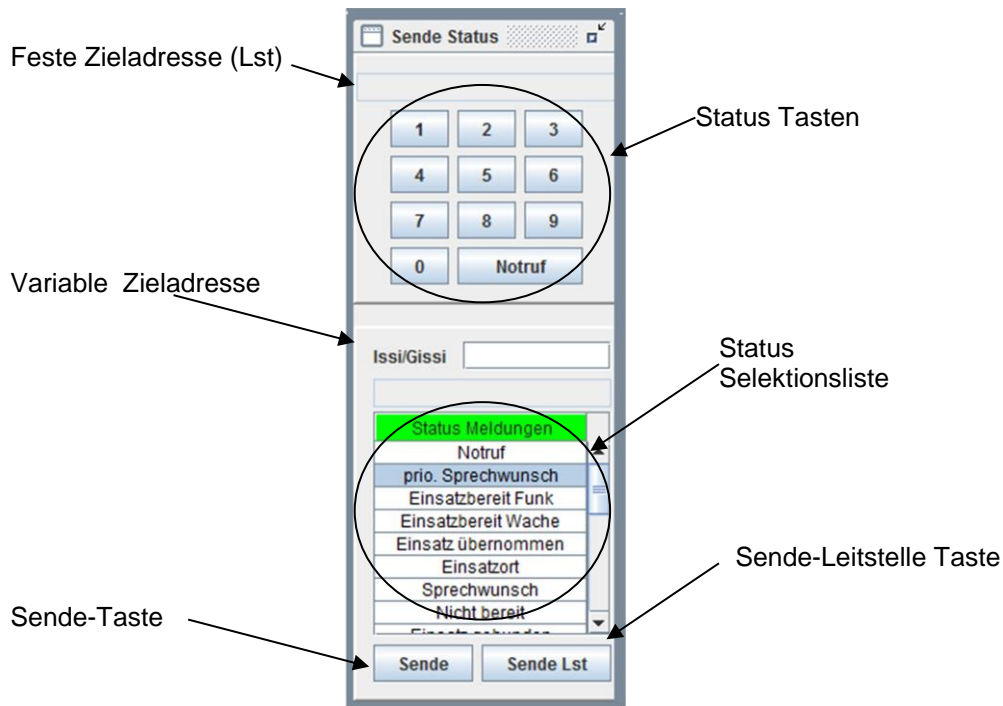 Sende Status
Feste Zieladresse (Lst)
1 2 3
Status Tasten
4 5 6
7 8 9
0 Notruf
Variable Zieladresse
Issi/Gissi
Status
Selektionsliste
Status Meldungen
Notruf
prio. Sprechwunsch
Einsatzbereit Funk
Einsatzbereit Wache
Einsatz übernommen
Einsatzort
Sprechwunsch
Nicht bereit
Einsatz gebunden
Sende-Leitstelle Taste
Sende-Taste
Sende Sende Lst